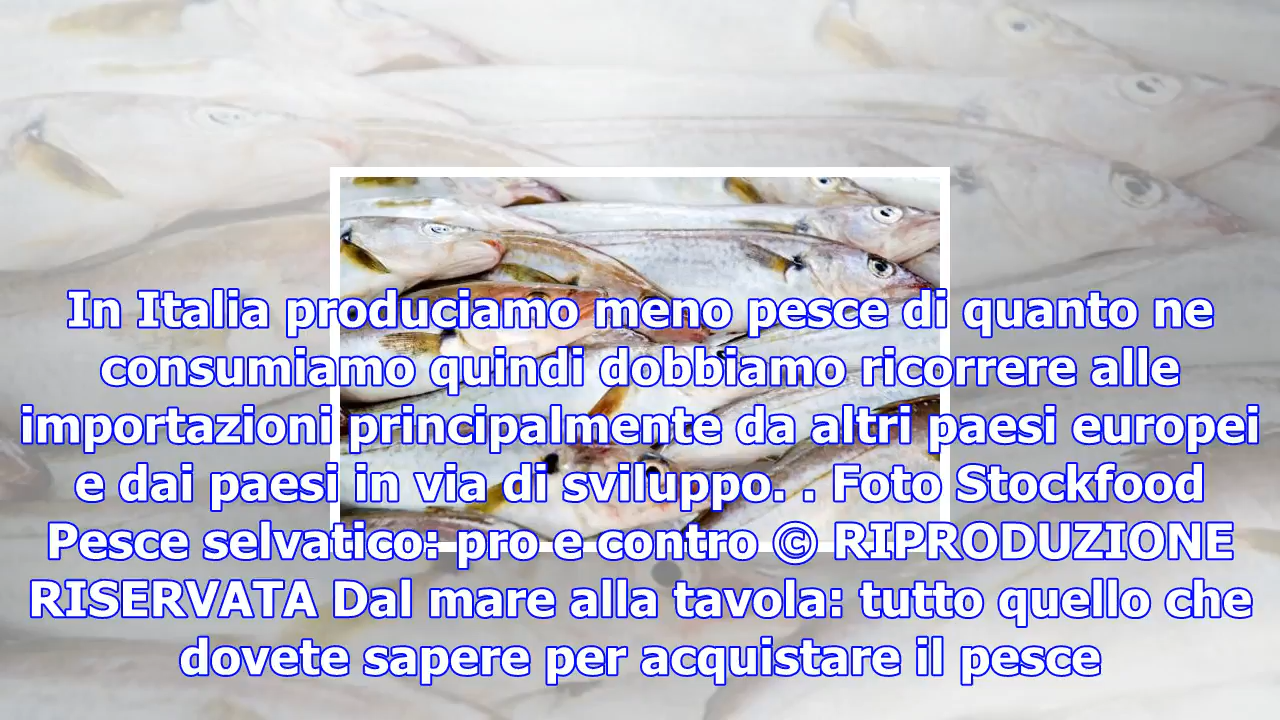 In Italia produciamo meno pesce di quanto ne
consumiamo quindi dobbiamo ricorrere alle
importazioni principalmente da altri paesi europei
e dai paesi in via di sviluppo. . Foto Stockfood
Pesce selvatico: pro e contro © RIPRODUZIONE
RISERVATA Dal mare alla tavola: tutto quello che
dovete sapere per acquistare il pesce